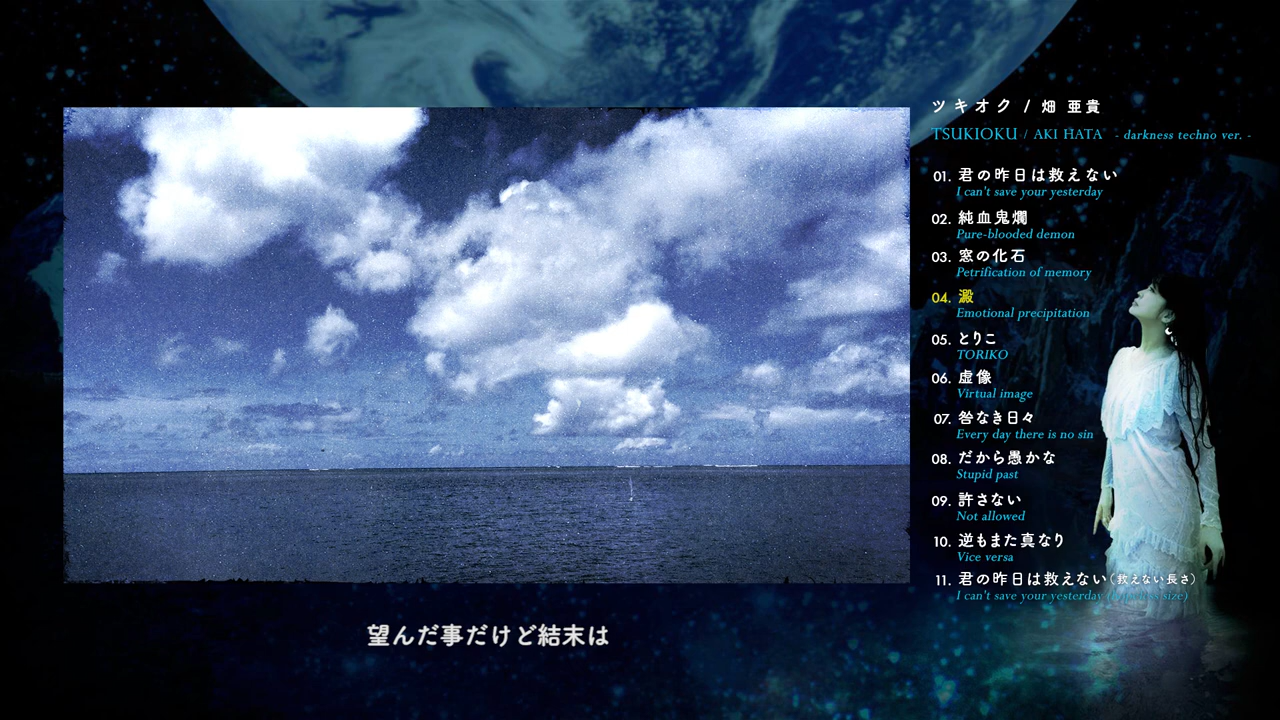 ツキオク / 畑 亜貴
TSUKIOKU / AKI HATA - darkness techno ver. -
01. 君の昨日は救えない
I can't save your yesterday
02. 純血鬼爛
Pure-blooded demon
03. 窓の化石
Petrification of memory
04. 澱
Emotional precipitation
05. とりこ
TORIKO
06. 虚像
Virtual image
07. 咎なき日々
Every day there is no sin
08. だから愚かな
Stupid past
09. 許さない
Not allowed
10. 逆もまた真なり
Vice versa
11. 君の昨日は救えない(救えない長さ)
I can't save your yesterday
望んだ事だけど結末は